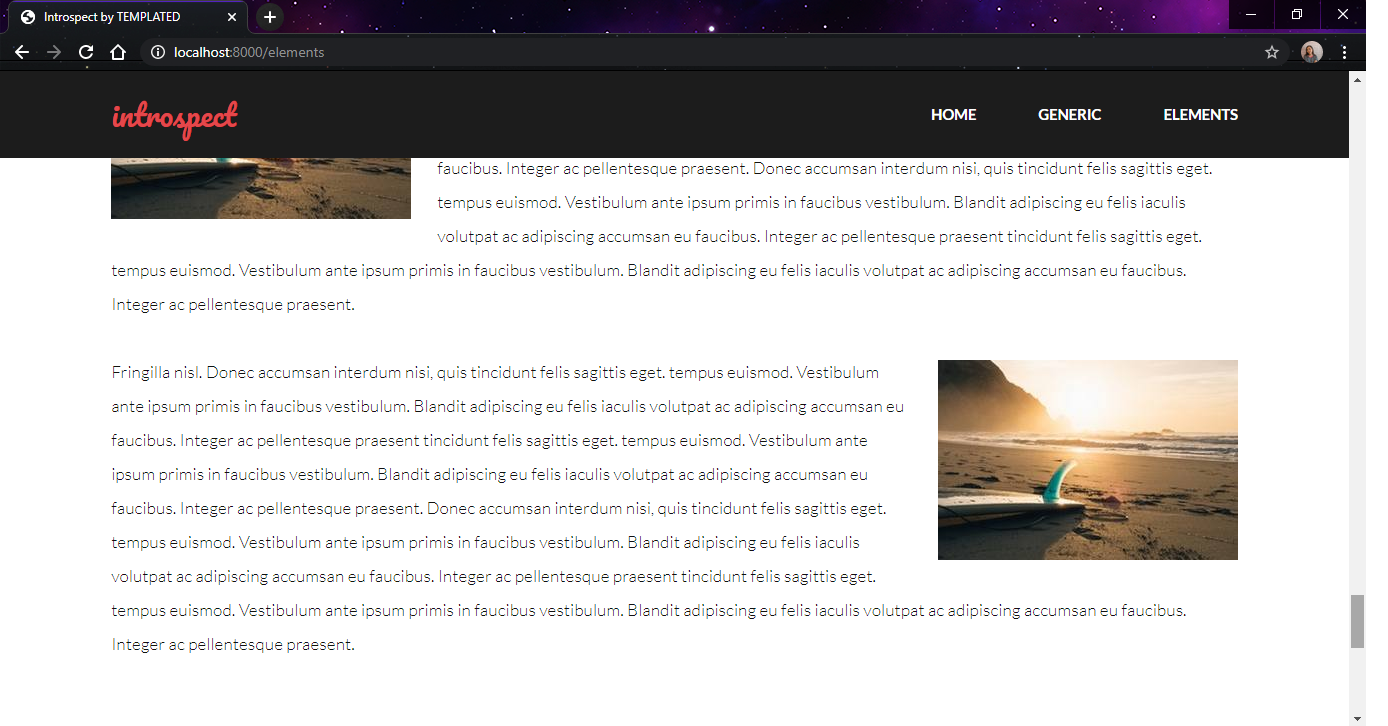 Introspect by TEMPLATED
localhost:8000/elements
introspect
HOME
GENERIC
ELEMENTS
faucibus. Integer ac pellentesque praesent. Donec accumsan interdum nisi, quis tincidunt felis sagittis eget.
tempus euismod. Vestibulum ante ipsum primis in faucibus vestibulum. Blandit adipiscing eu felis iaculis
volutpat ac adipiscing accumsan eu faucibus. Integer ac pellentesque praesent tincidunt felis sagittis eget.
tempus euismod. Vestibulum ante ipsum primis in faucibus vestibulum. Blandit adipiscing eu felis iaculis volutpat ac adipiscing accumsan eu faucibus.
Integer ac pellentesque praesent.
Fringilla nisl. Donec accumsan interdum nisi, quis tincidunt felis sagittis eget. tempus euismod. Vestibulum
ante ipsum primis in faucibus vestibulum. Blandit adipiscing eu felis iaculis volutpat ac adipiscing accumsan eu
faucibus. Integer ac pellentesque praesent tincidunt felis sagittis eget. tempus euismod. Vestibulum ante
ipsum primis in faucibus vestibulum. Blandit adipiscing eu felis iaculis volutpat ac adipiscing accumsan eu
faucibus. Integer ac pellentesque praesent. Donec accumsan interdum nisi, quis tincidunt felis sagittis eget.
tempus euismod. Vestibulum ante ipsum primis in faucibus vestibulum. Blandit adipiscing eu felis iaculis
volutpat ac adipiscing accumsan eu faucibus. Integer ac pellentesque praesent tincidunt felis sagittis eget.
tempus euismod. Vestibulum ante ipsum primis in faucibus vestibulum. Blandit adipiscing eu felis iaculis volutpat ac adipiscing accumsan eu faucibus.
Integer ac pellentesque praesent.